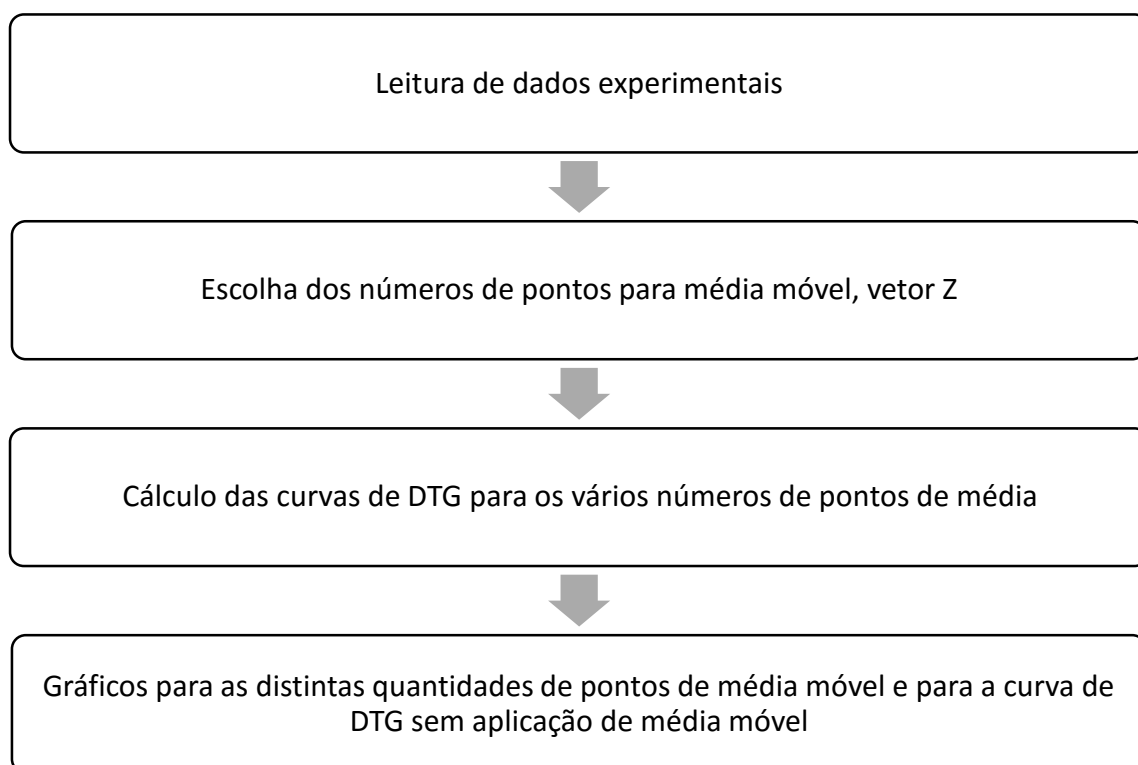 Leitura de dados experimentais
Escolha dos números de pontos para média móvel, vetor Z
Cálculo das curvas de DTG para os vários números de pontos de média
Gráficos para as distintas quantidades de pontos de média móvel e para a curva de
DTG sem aplicação de média móvel